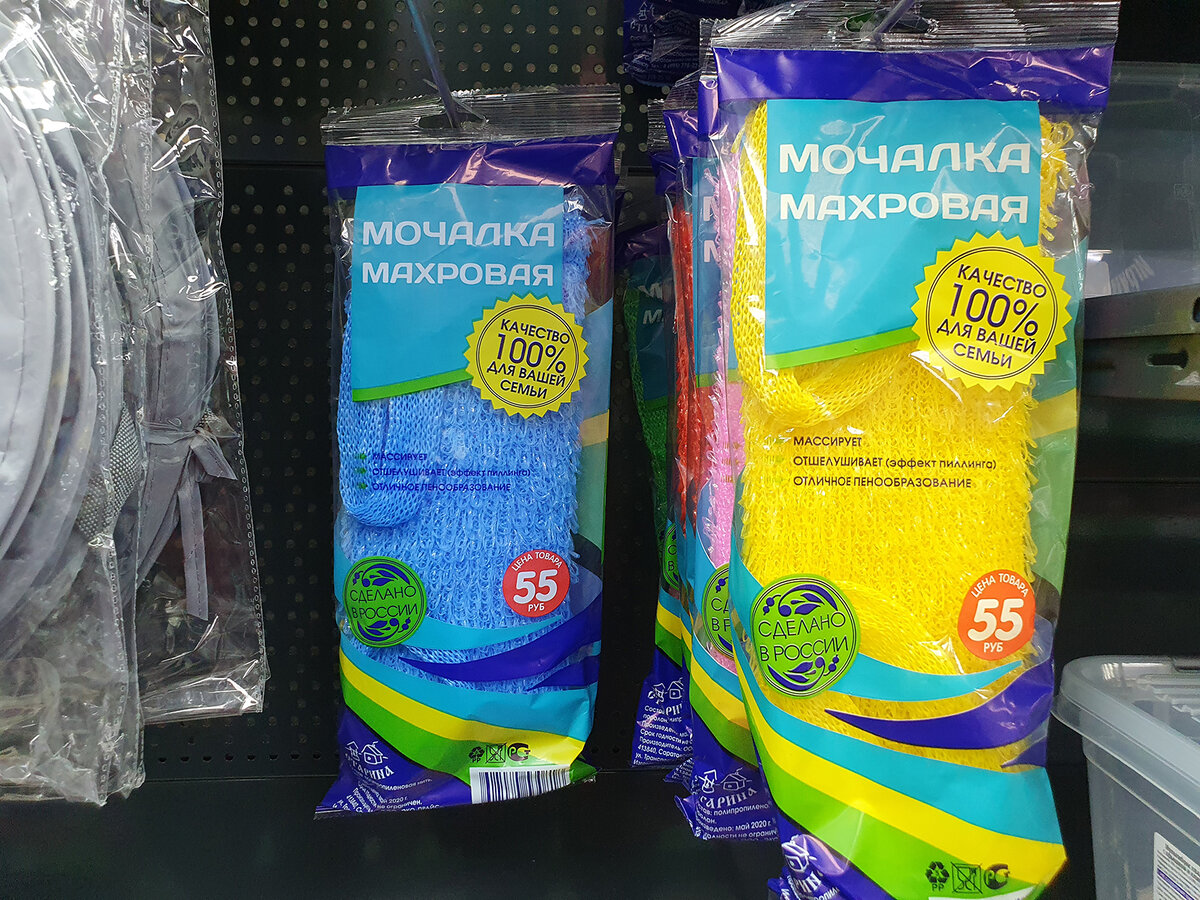 МОЧАЛКА
МАХРОВАЯ
КАЧЕСТВО
100%
ДЛЯ ВАШЕЙ
СЕМЬИ
МАССИРУЕТ
ОТШЕЛУШИВАЕТ (эффект пиллинга)
ОТЛИЧНОЕ ПЕНООБРАЗОВАНИЕ
СДЕЛАНО
В РОССИИ
ЦЕНА ТОВАРА
55
РУБ
МОЧАЛКА
МАХРОВАЯ
КАЧЕСТВО
100%
ДЛЯ ВАШЕЙ
СЕМЬИ
МАССИРУЕТ
ОТШЕЛУШИВАЕТ (эффект пиллинга)
ОТЛИЧНОЕ ПЕНООБРАЗОВАНИЕ
СДЕЛАНО
В РОССИИ
ЦЕНА ТОВАРА
55
РУБ
PP